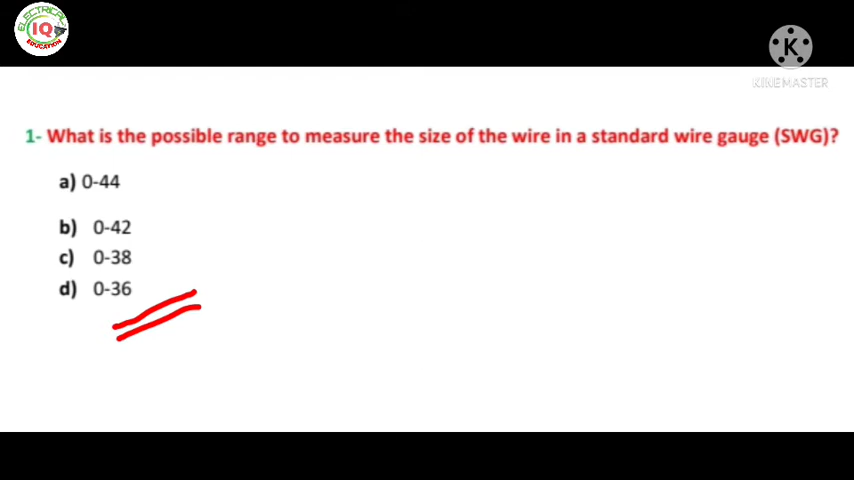 ELECTRICAL
IQ
EDUCATION
K
KINEMASTER
1- What is the possible range to measure the size of the wire in a standard wire gauge (SWG)?
a) 0-44
b) 0-42
c) 0-38
d) 0-36